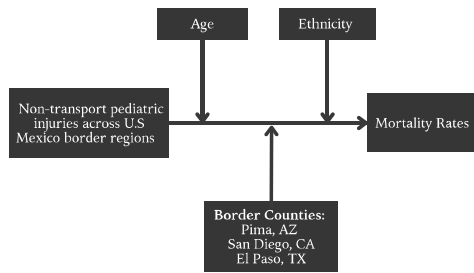 Age
Ethnicity
Non-transport pediatric
injuries across U.S
Mexico border regions
Mortality Rates
Border Counties:
Pima, AZ
San Diego, CA
El Paso, TX